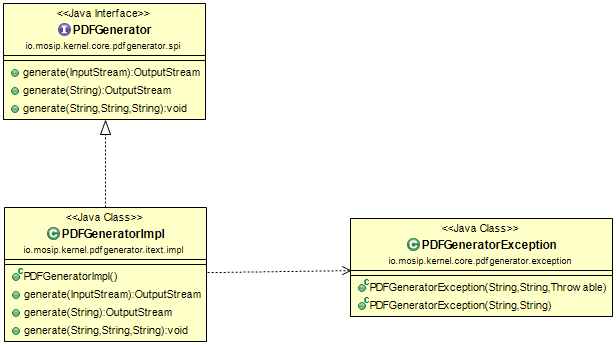 <<Java Interface>>
PDFGenerator
io.mosip.kernel.core.pdfgenerator.spi
generate(InputStream):OutputStream
generate(String):OutputStream
generate(String,String,String):void
<<Java Class>>
PDFGeneratorImpl
io.mosip.kernel.pdfgenerator.itext.impl
PDFGeneratorImpl()
generate(InputStream):OutputStream
generate(String):OutputStream
generate(String,String,String):void
<<Java Class>>
PDFGeneratorException
io.mosip.kernel.core.pdfgenerator.exception
PDFGeneratorException(String,String,Throwable)
PDFGeneratorException(String,String)